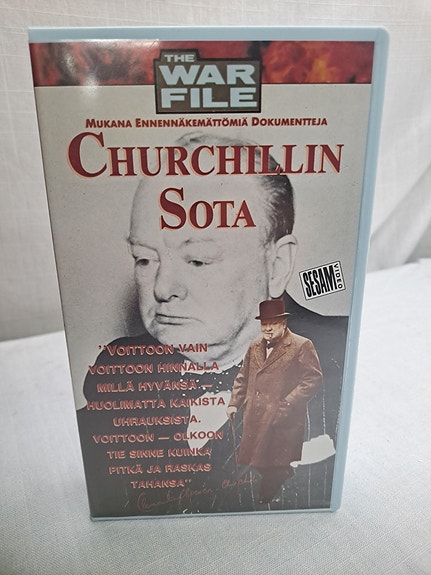 THE
WAR
FILE
MUKANA ENNENNÄKEMÄTTÖMIÄ DOKUMENTTEJA
CHURCHILLIN
SOTA
SESAM
VIDEO
"VOITTOON VAIN
VOITTOON HINNALLA
MILLÄ HYVÄNSÄ —
HUOLIMATTA KAIKISTA
UHRAUKSISTA.
VOITTOON — OLKOON
TIE SINNE KUINKA
PITKÄ JA RASKAS
TAHANSA"